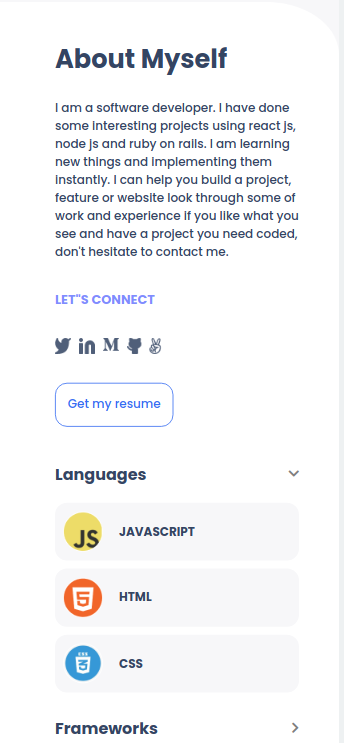 About Myself
I am a software developer. I have done
some interesting projects using react js,
node js and ruby on rails. I am learning
new things and implementing them
instantly. I can help you build a project,
feature or website look through some of
work and experience if you like what you
see and have a project you need coded,
don't hesitate to contact me.
LET"S CONNECT
Get my resume
Languages
JS
JAVASCRIPT
HTML
CSS
CSS
Frameworks